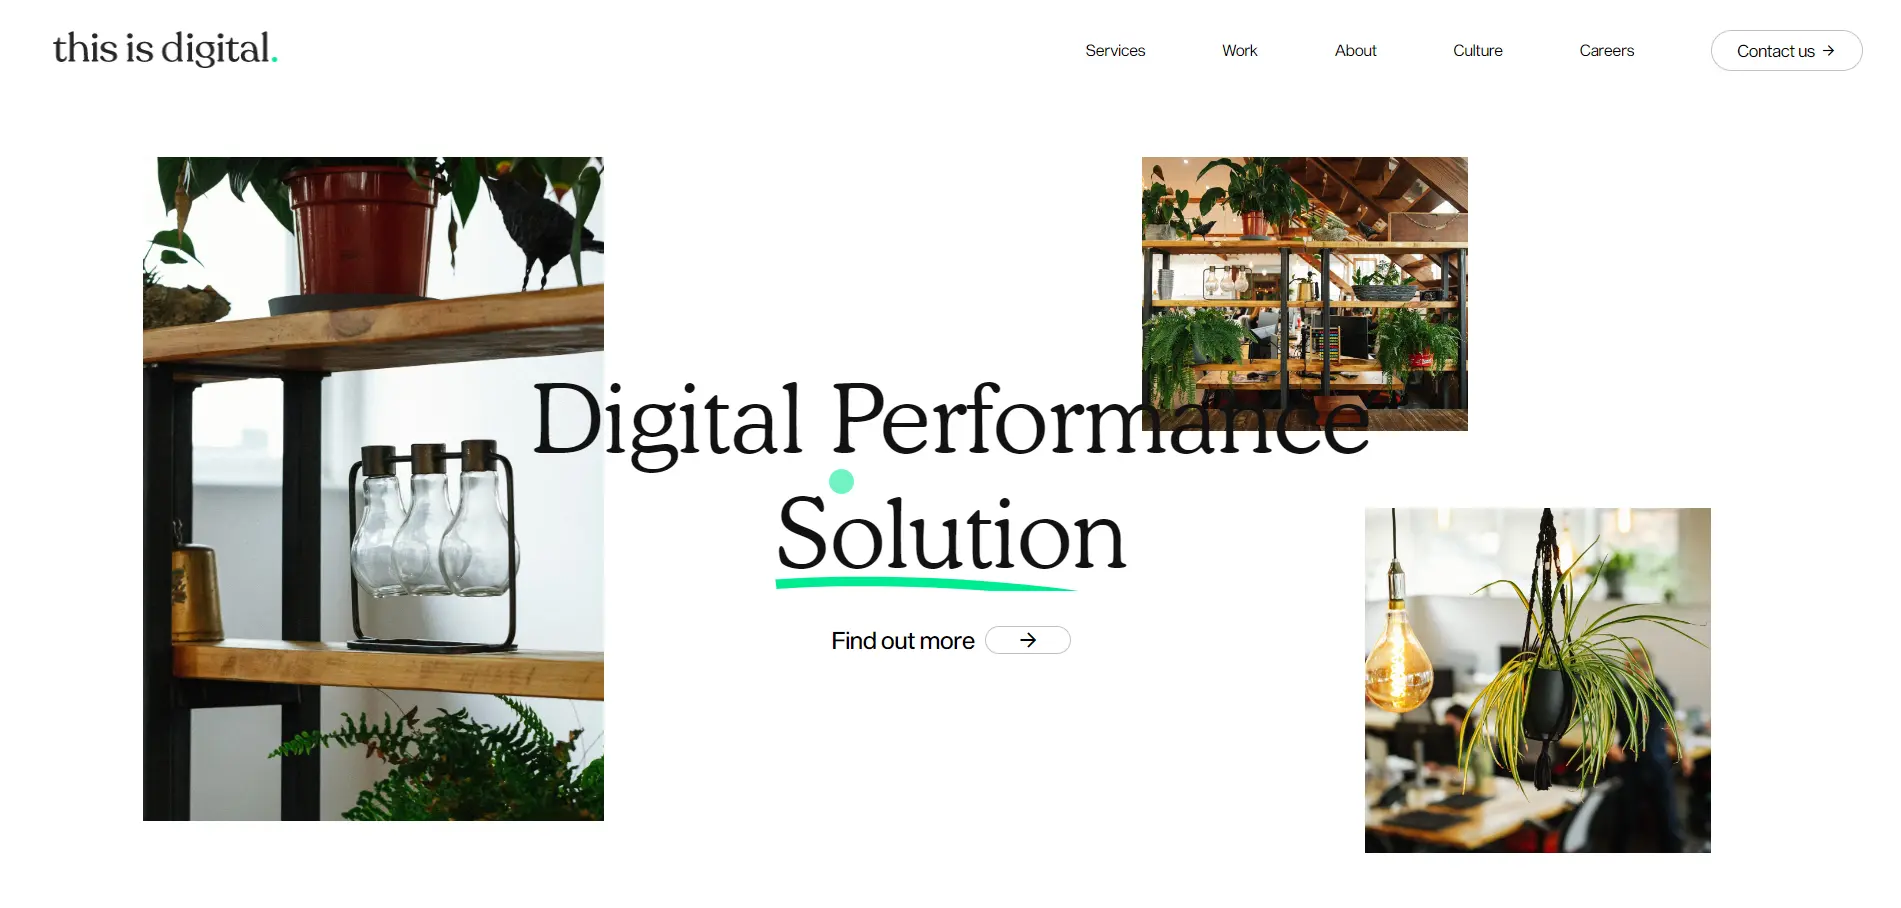 this is digital.
Services
Work
About
Culture
Careers
Contact us →
Digital Performance
Solution
Find out more →